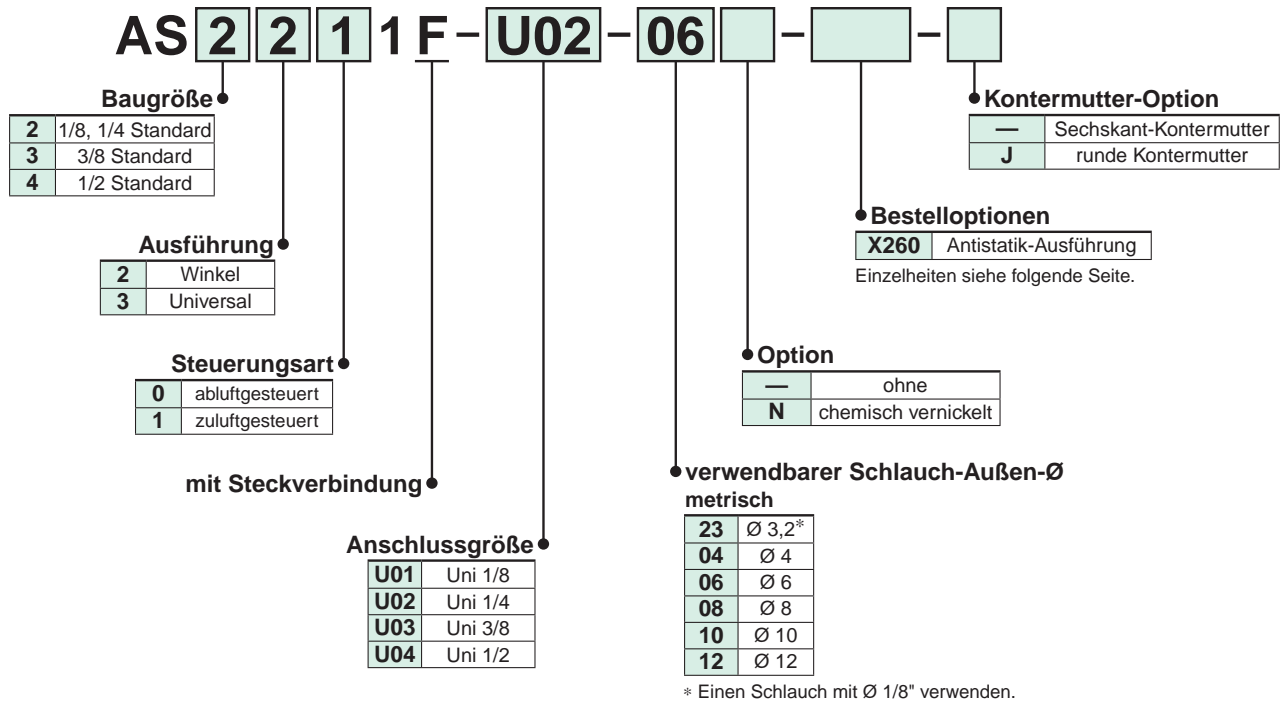 AS 2 2 1 1 F – U02 – 06 – –
Baugröße
2 1/8, 1/4 Standard
3 3/8 Standard
4 1/2 Standard
Kontermutter-Option
— Sechskant-Kontermutter
J runde Kontermutter
Ausführung
2 Winkel
3 Universal
Bestelloptionen
X260 Antistatik-Ausführung
Einzelheiten siehe folgende Seite.
Steuerungsart
0 abluftgesteuert
1 zuluftgesteuert
Option
— ohne
N chemisch vernickelt
mit Steckverbindung
verwendbarer Schlauch-Außen-Ø
metrisch
23 Ø 3,2*
04 Ø 4
06 Ø 6
08 Ø 8
10 Ø 10
12 Ø 12
* Einen Schlauch mit Ø 1/8" verwenden.
Anschlussgröße
U01 Uni 1/8
U02 Uni 1/4
U03 Uni 3/8
U04 Uni 1/2